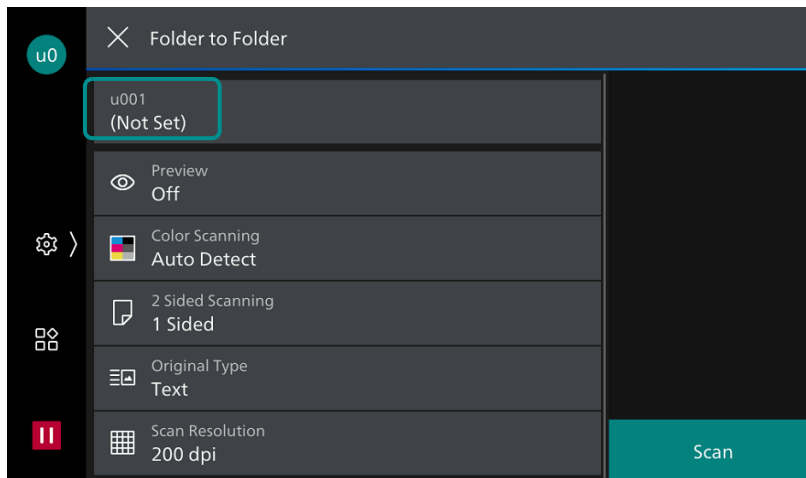 u0
Folder to Folder
u001
(Not Set)
Preview
Off
Color Scanning
Auto Detect
2 Sided Scanning
1 Sided
Original Type
Text
Scan Resolution
200 dpi
Scan